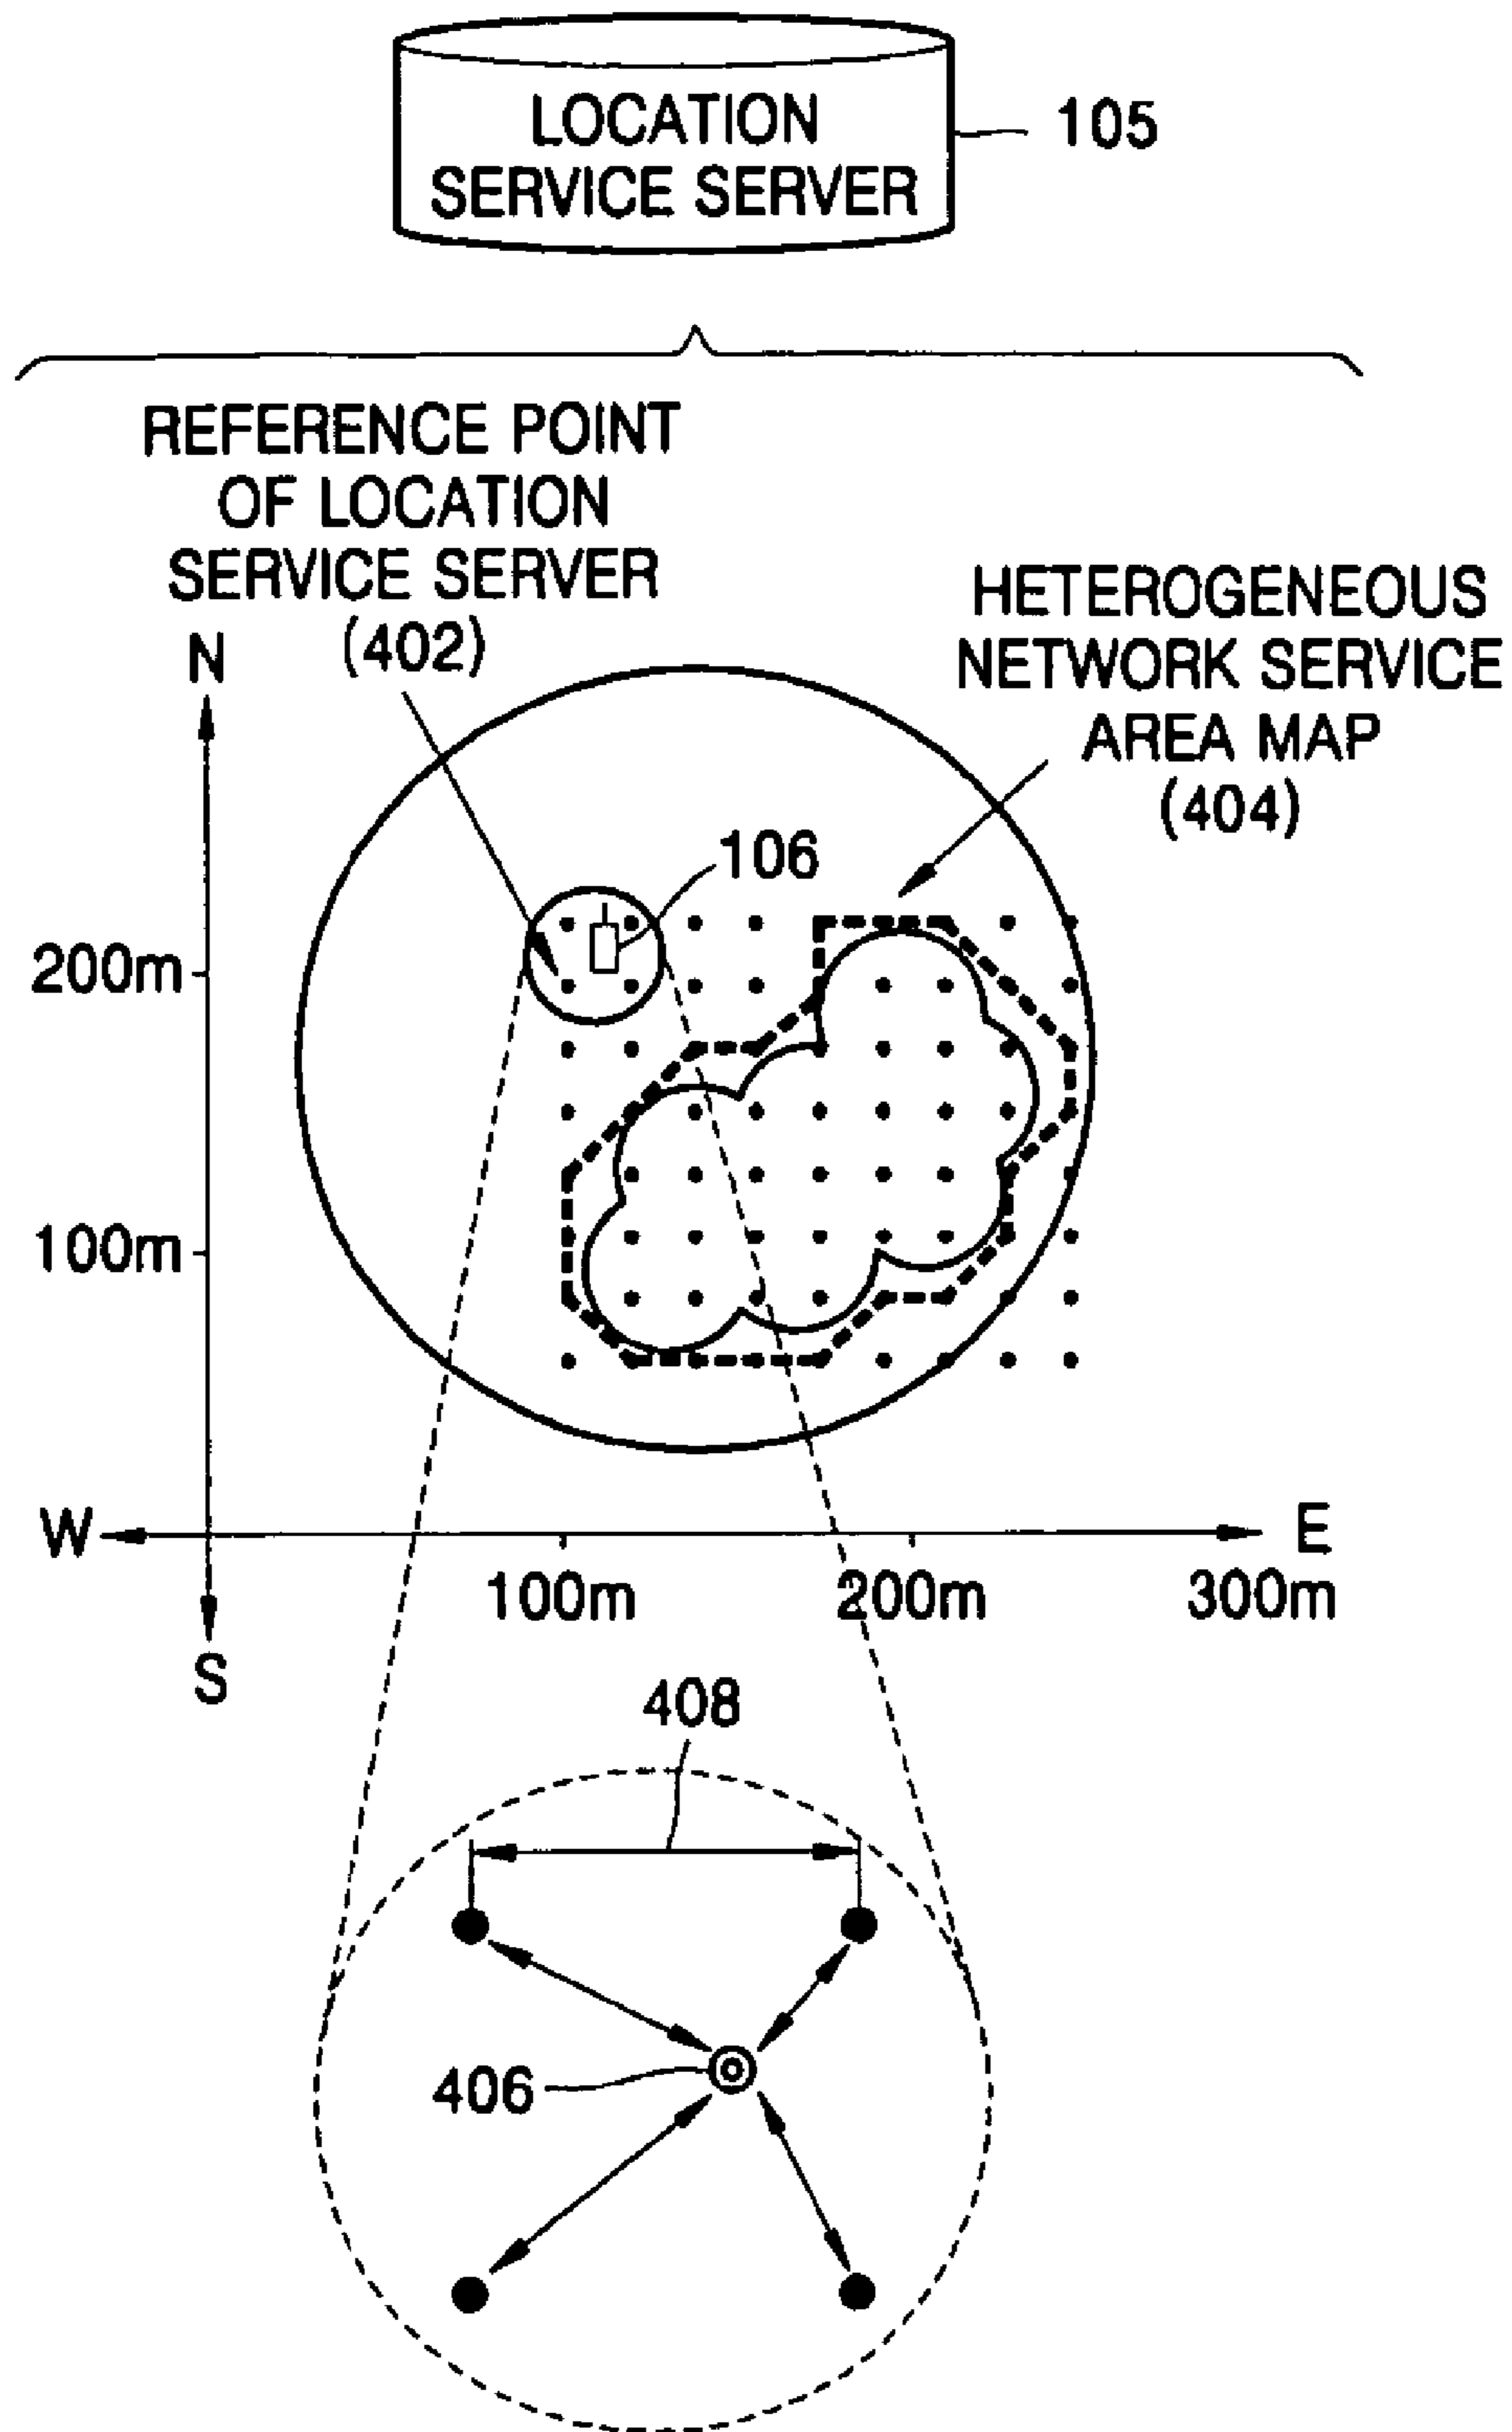 LOCATION
SERVICE SERVER
105
REFERENCE POINT
OF LOCATION
SERVICE SERVER
(402)
HETEROGENEOUS
NETWORK SERVICE
AREA MAP
(404)
N
106
200m
100m
W
E
100m
200m
300m
S
408
406